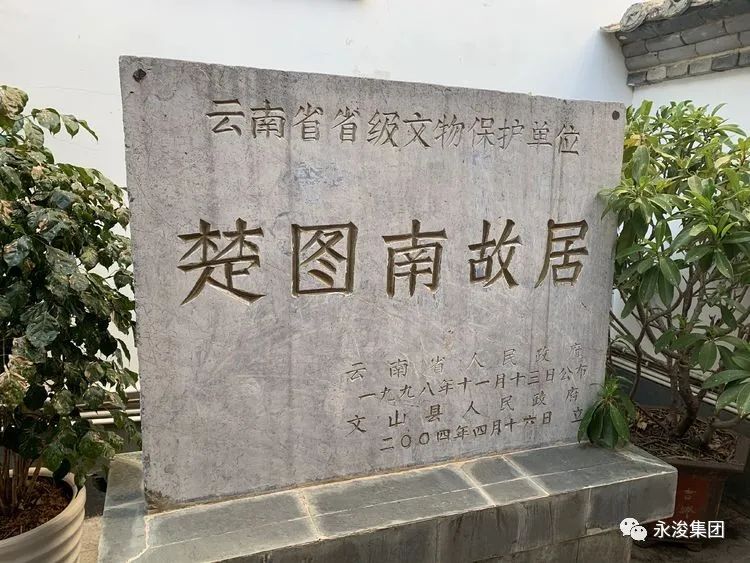 云南省省级文物保护单位
楚图南故居
云南省人民政府
一九九八年十一月十三日公布
文山县人民政府
二〇〇四年四月十六日立
永浚集团